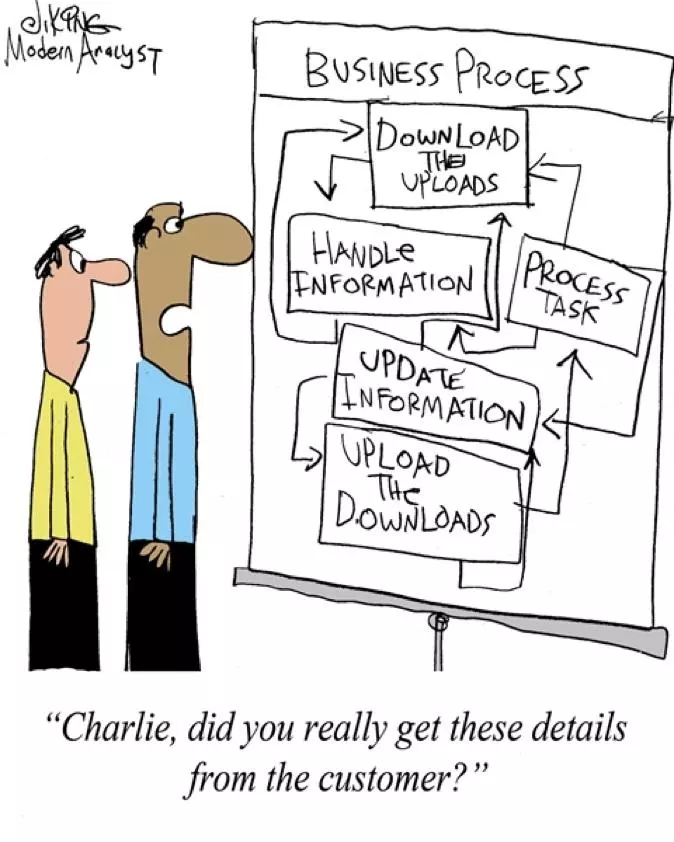 J.KING
Modern Analyst
BUSINESS PROCESS
DOWNLOAD
THE
UPLOADS
HANDLE
INFORMATION
PROCESS
TASK
UPDATE
INFORMATION
UPLOAD
THE
DOWNLOADS
“Charlie, did you really get these details
from the customer?”